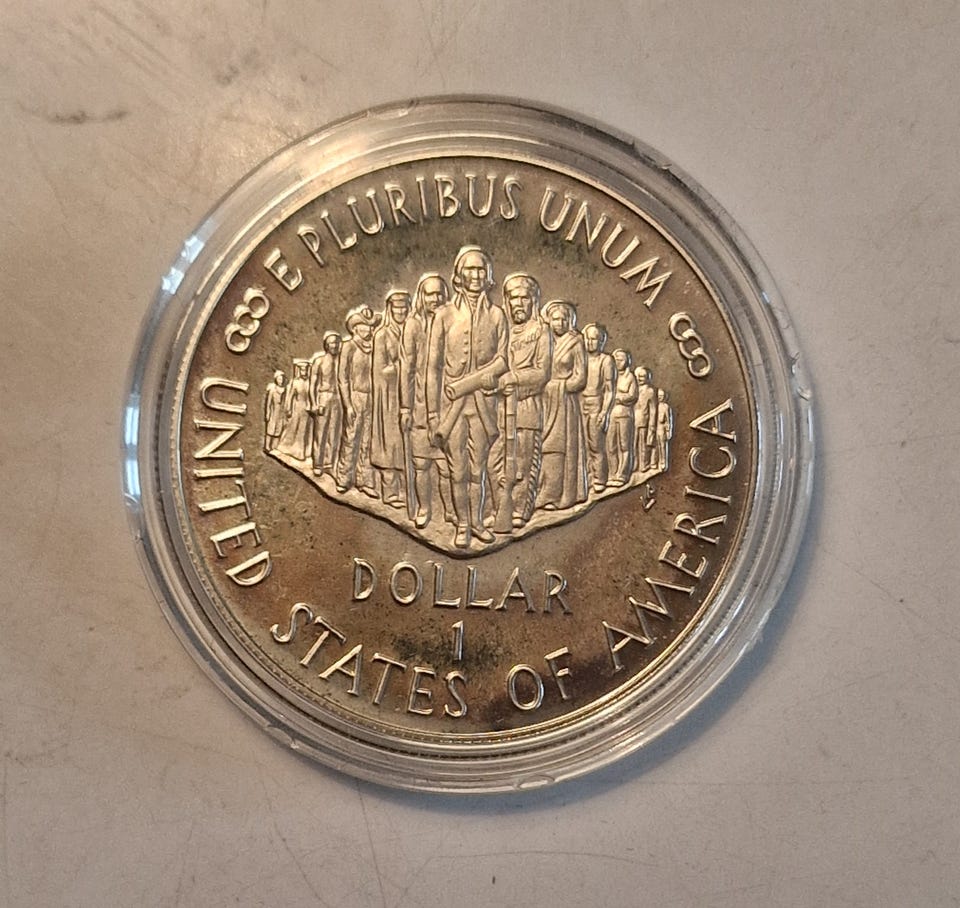 E PLURIBUS UNUM
DOLLAR
1
UNITED STATES OF AMERICA